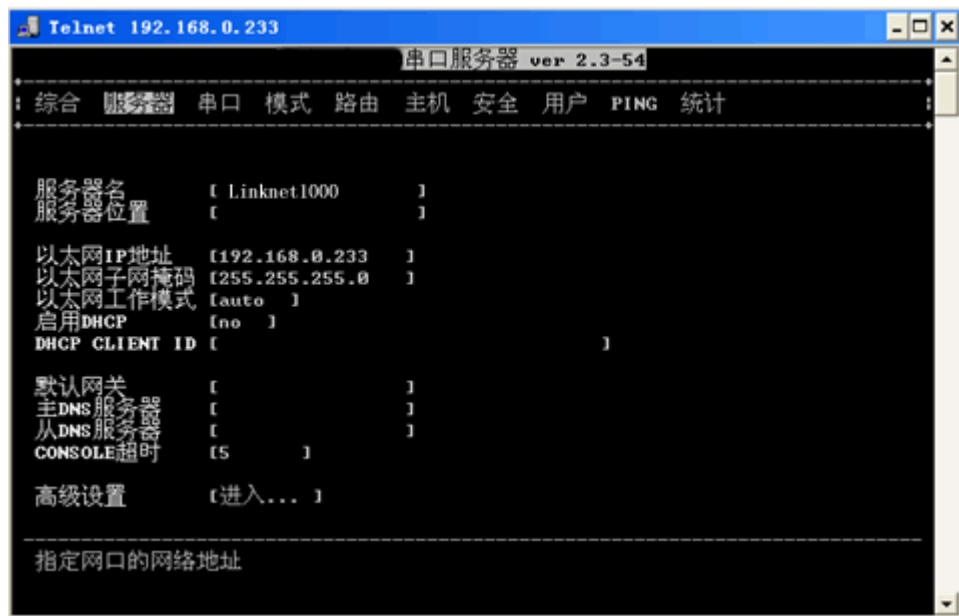 Telnet 192.168.0.233
串口服务器 ver 2.3-54
综合 服务器 串口 模式 路由 主机 安全 用户 PING 统计
服务器名 [ Linknet1000 ]
服务器位置 [ ]
以太网IP地址 [192.168.0.233 ]
以太网子网掩码 [255.255.255.0 ]
以太网工作模式 [auto ]
启用DHCP [no ]
DHCP CLIENT ID [ ]
默认网关 [ ]
主DNS服务器 [ ]
从DNS服务器 [ ]
CONSOLE超时 [5 ]
高级设置 [进入... ]
指定网口的网络地址